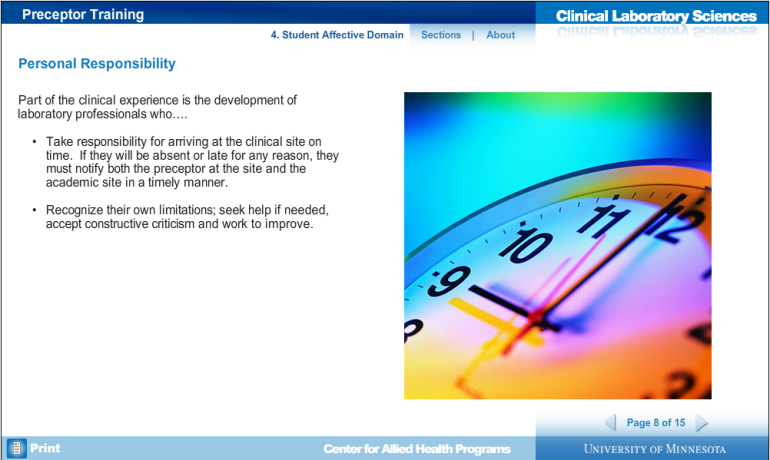 Preceptor Training
Clinical Laboratory Sciences
4. Student Affective Domain Sections | About
Personal Responsibility
Part of the clinical experience is the development of
laboratory professionals who….
• Take responsibility for arriving at the clinical site on
time. If they will be absent or late for any reason, they
must notify both the preceptor at the site and the
academic site in a timely manner.
• Recognize their own limitations; seek help if needed,
accept constructive criticism and work to improve.
8
9
10
11
12
Page 8 of 15
Print
Center for Allied Health Programs
UNIVERSITY OF MINNESOTA